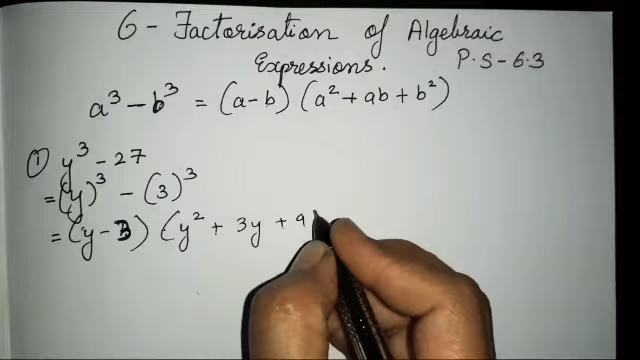 6 - Factorisation of Algebraic
Expressions. P.S - 6.3
a³ - b³ = (a - b) (a² + ab + b²)
① y³ - 27
= (y)³ - (3)³
= (y - 3) (y² + 3y + 9